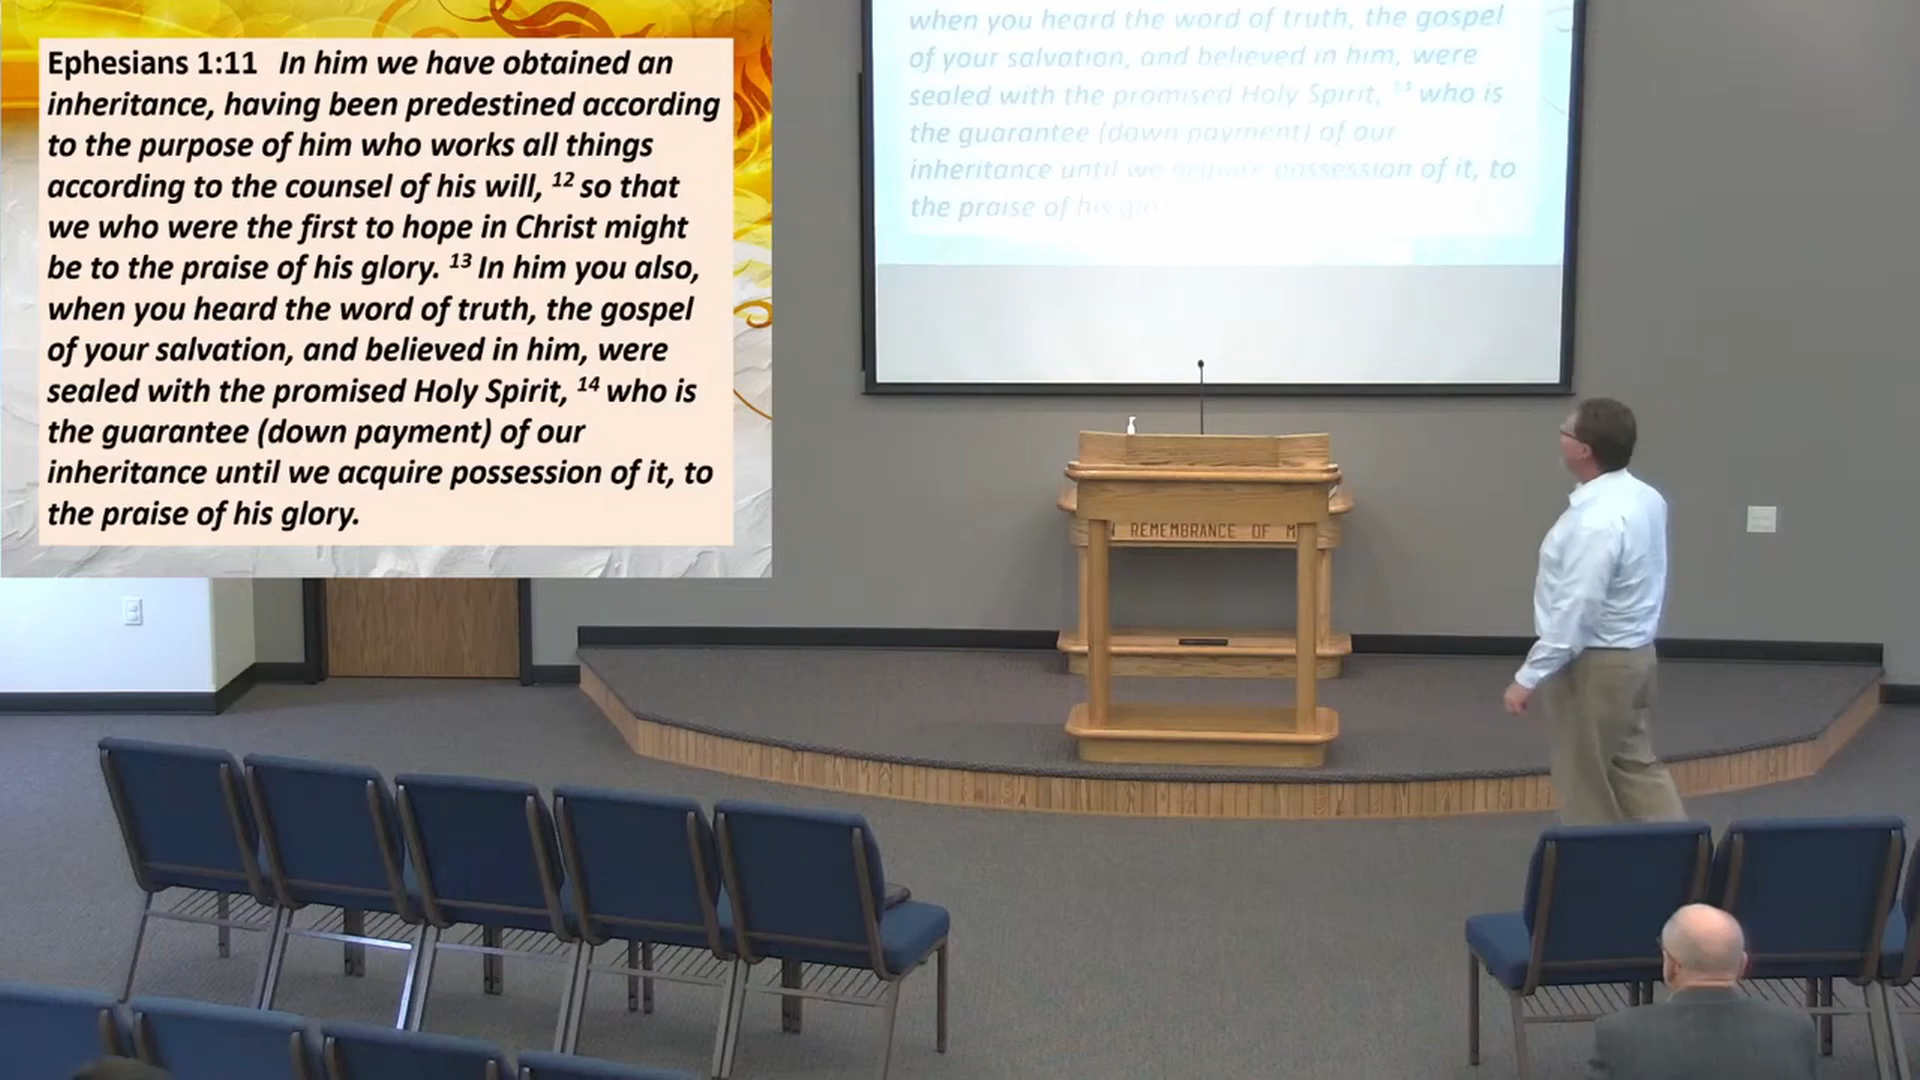 Ephesians 1:11 In him we have obtained an
inheritance, having been predestined according
to the purpose of him who works all things
according to the counsel of his will, 12 so that
we who were the first to hope in Christ might
be to the praise of his glory. 13 In him you also,
when you heard the word of truth, the gospel
of your salvation, and believed in him, were
sealed with the promised Holy Spirit, 14 who is
the guarantee (down payment) of our
inheritance until we acquire possession of it, to
the praise of his glory.
when you heard the word of truth, the gospel
of your salvation, and believed in him, were
sealed with the promised Holy Spirit, 14 who is
the guarantee (down payment) of our
inheritance until we acquire possession of it, to
the praise of his glory.
REMEMBRANCE OF